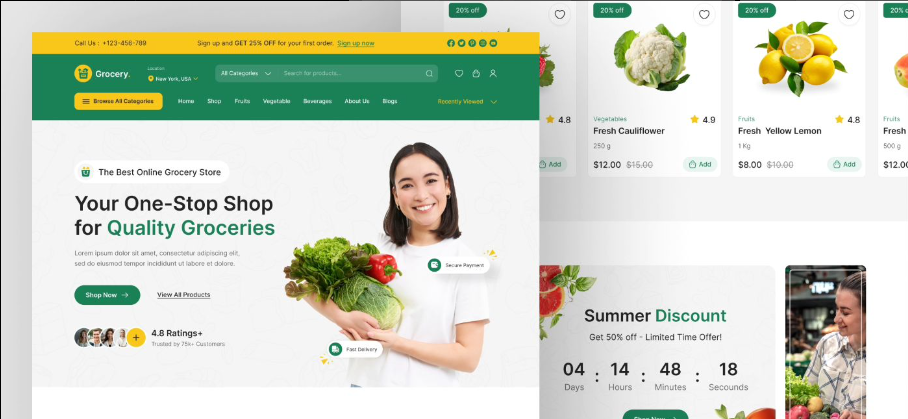 Call Us : +123-456-789
Sign up and GET 25% OFF for your first order. Sign up now
Grocery.
Location
New York, USA
All Categories
Search for products...
Browse All Categories
Home
Shop
Fruits
Vegetable
Beverages
About Us
Blogs
Recently Viewed
The Best Online Grocery Store
Your One-Stop Shop
for Quality Groceries
Lorem ipsum dolor sit amet, consectetur adipiscing elit,
sed do eiusmod tempor incididunt ut labore et dolore.
Shop Now
View All Products
4.8 Ratings+
Trusted by 75k+ Customers
Secure Payment
Fast Delivery
20% off
20% off
20% off
4.8
Add
Vegetables
4.9
Fresh Cauliflower
250 g
$12.00 $15.00
Add
Fruits
4.8
Fresh Yellow Lemon
1 Kg
$8.00 $10.00
Add
20%
Fruits
Fresh
500 g
$12.0
Summer Discount
Get 50% off - Limited Time Offer!
04 : 14 : 48 : 18
Days Hours Minutes Secounds
Shop Now